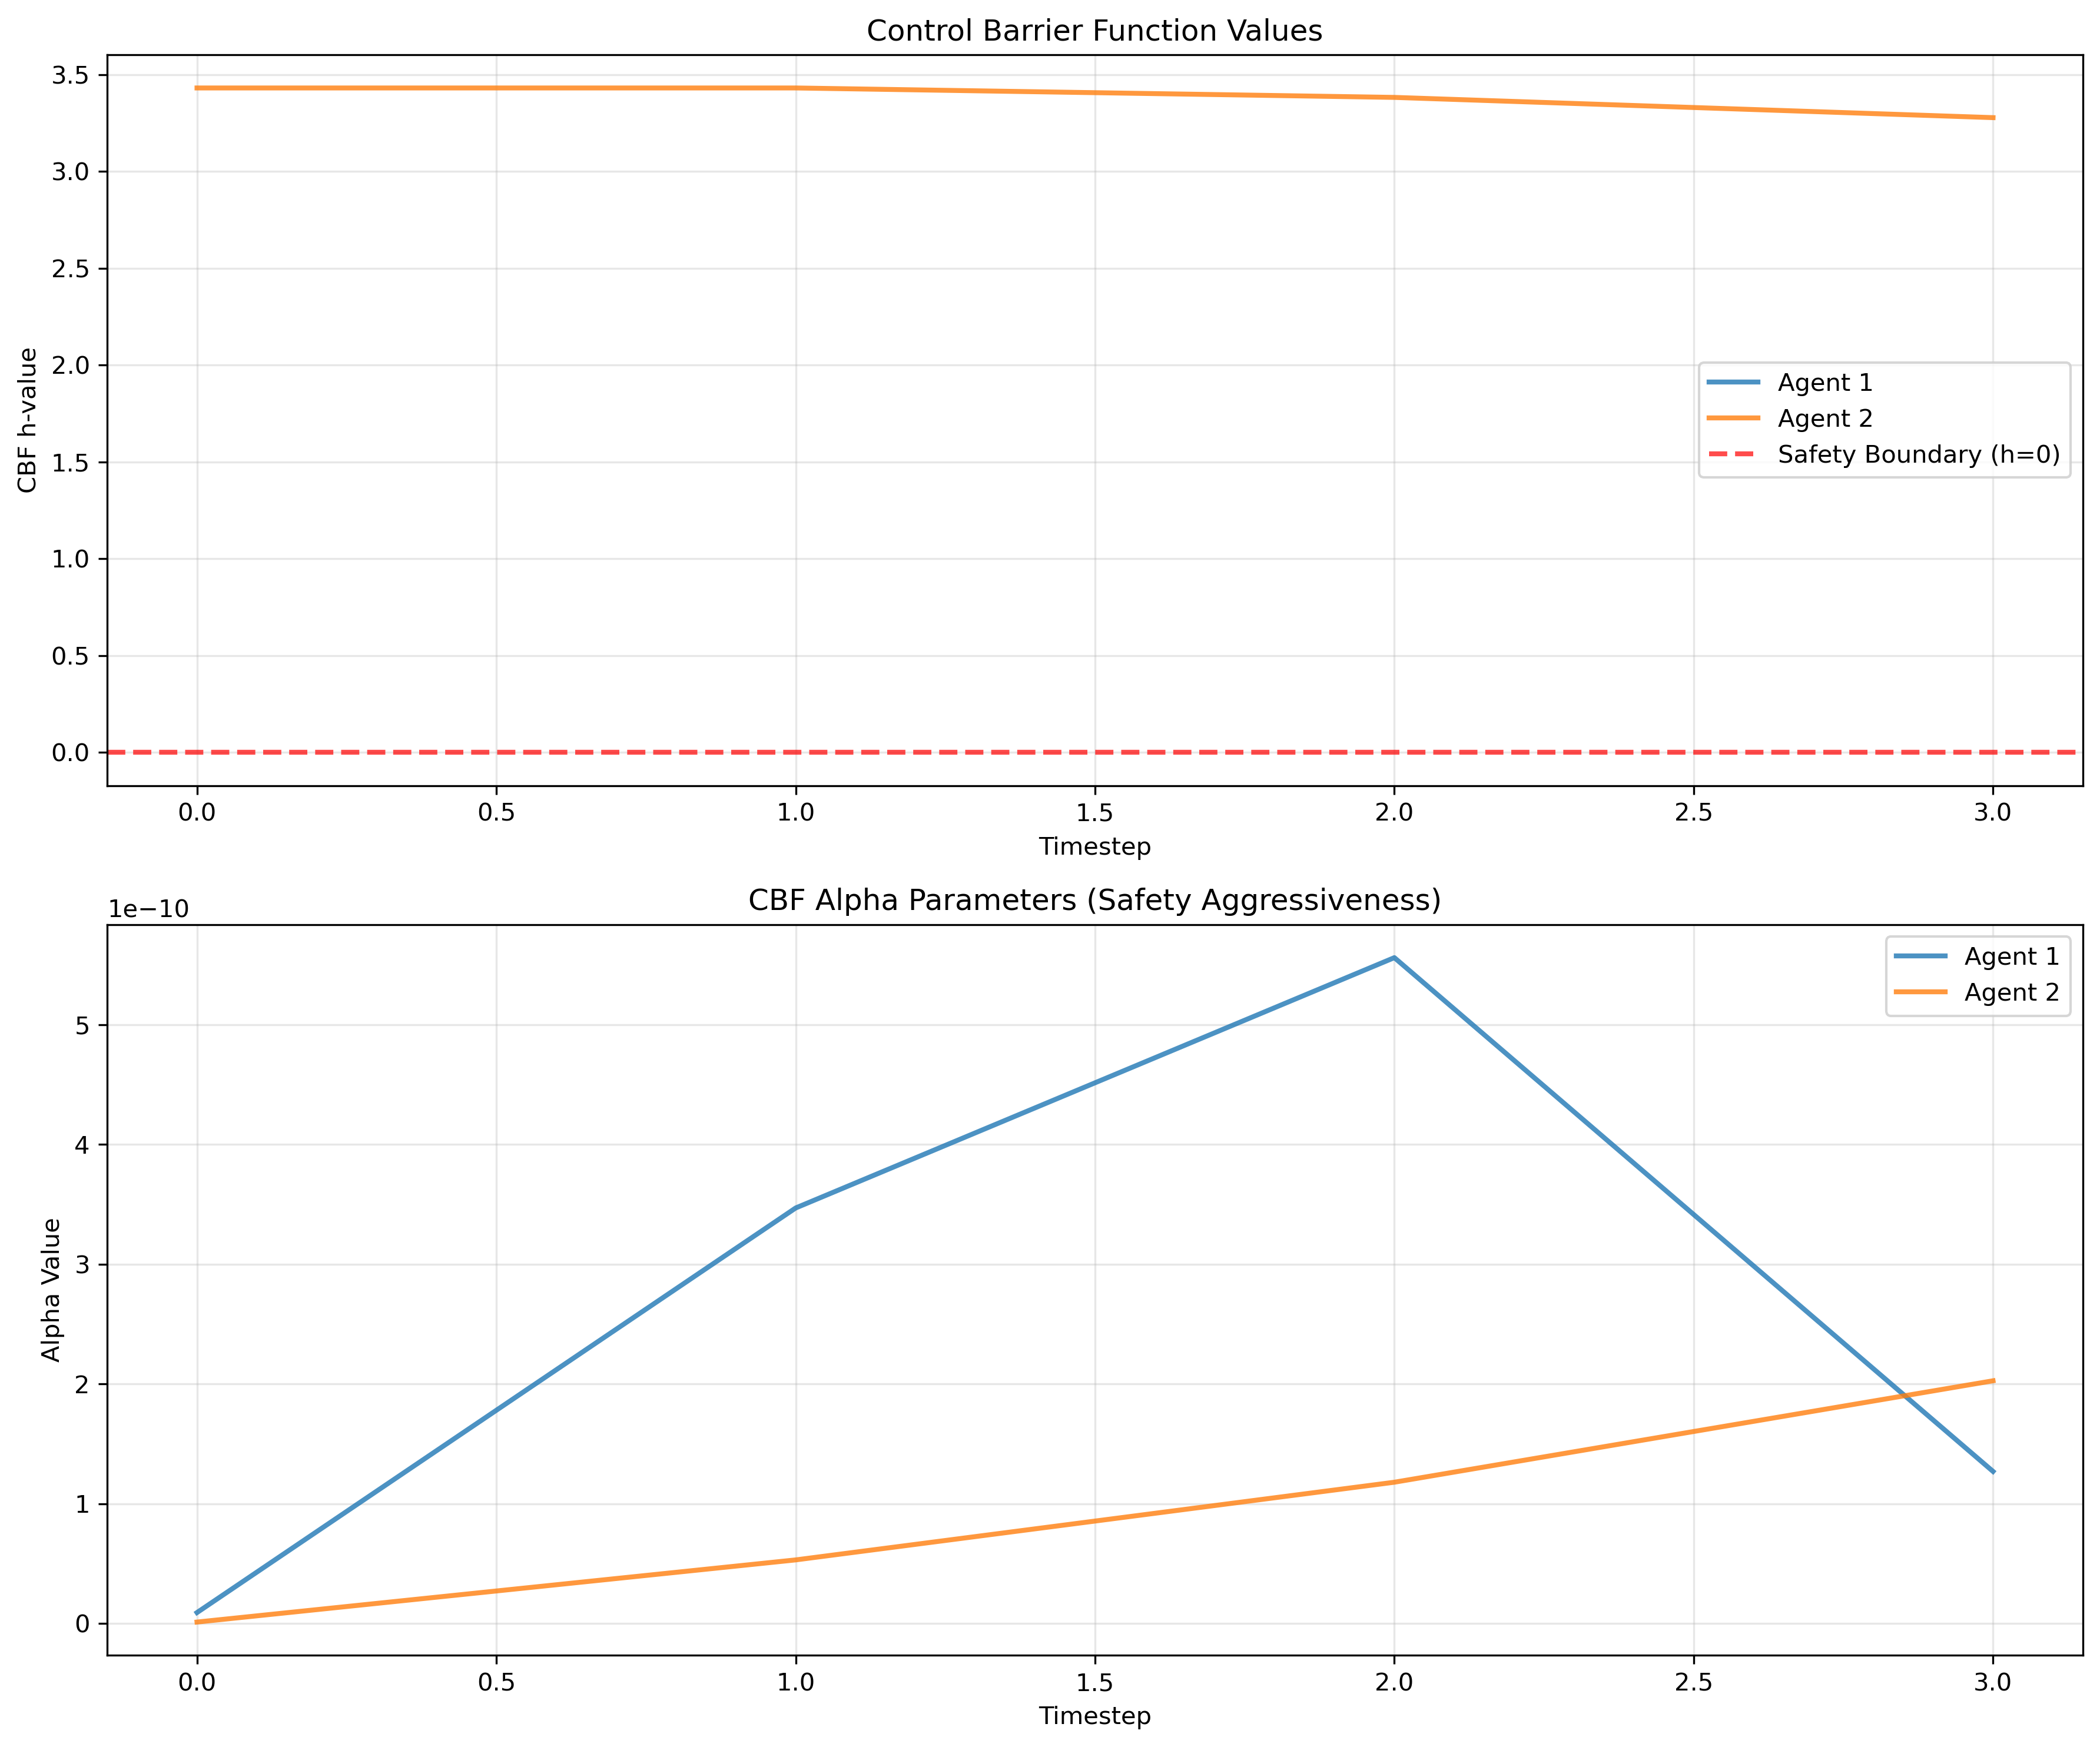 Control Barrier Function Values
3.5
3.0
2.5
2.0
1.5
1.0
0.5
0.0
CBF h-value
Agent 1
Agent 2
Safety Boundary (h=0)
0.0 0.5 1.0 1.5 2.0 2.5 3.0
Timestep
CBF Alpha Parameters (Safety Aggressiveness)
1e−10
5
4
3
2
1
0
Alpha Value
Agent 1
Agent 2
0.0 0.5 1.0 1.5 2.0 2.5 3.0
Timestep